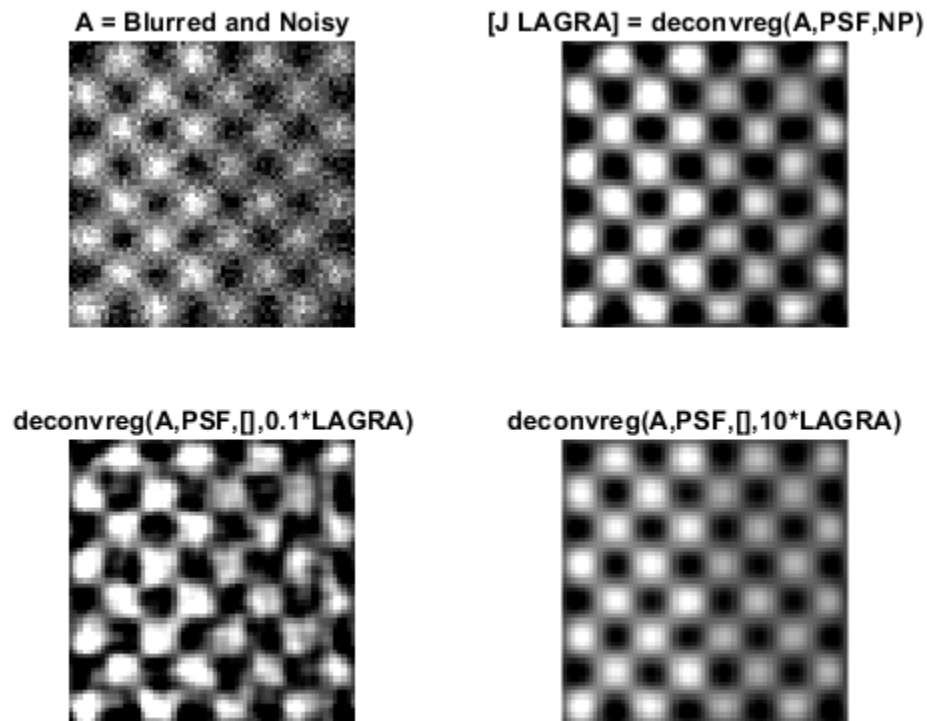 A = Blurred and Noisy
[J LAGRA] = deconvreg(A,PSF,NP)
deconvreg(A,PSF,[],0.1*LAGRA)
deconvreg(A,PSF,[],10*LAGRA)